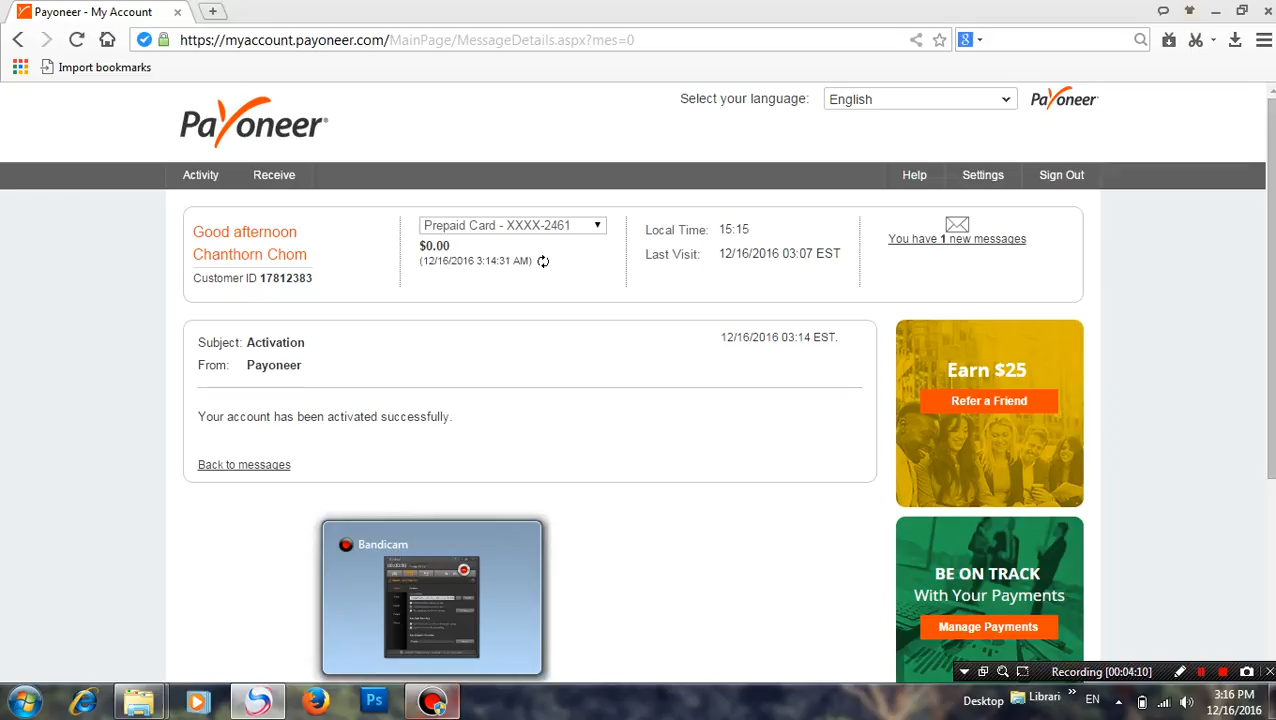 Payoneer - My Account
https://myaccount.payoneer.com/MainPage/MessageDetails.aspx?mes=0
Import bookmarks
Select your language: English
Payoneer
Payoneer
Activity Receive Help Settings Sign Out
Good afternoon
Chanthorn Chom
Customer ID 17812383
Prepaid Card - XXXX-2461
$0.00
(12/16/2016 3:14:31 AM)
Local Time: 15:15
Last Visit: 12/16/2016 03:07 EST
You have 1 new messages
Subject: Activation 12/16/2016 03:14 EST.
From: Payoneer
Your account has been activated successfully.
Back to messages
Earn $25
Refer a Friend
BE ON TRACK
With Your Payments
Manage Payments
Bandicam
Recording [00:04:10]
Ps
Desktop Librari » EN
3:16 PM
12/16/2016